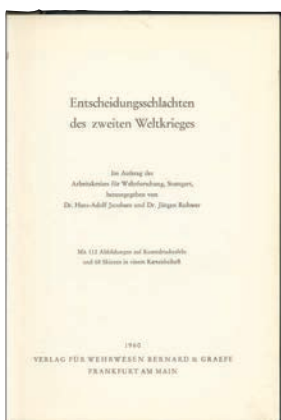 Entscheidungsschlachten
des zweiten Weltkrieges
Im Auftrag des
Arbeitskreises für Wehrforschung, Stuttgart,
herausgegeben von
Dr. Hans-Adolf Jacobsen und Dr. Jürgen Rohwer
Mit 112 Abbildungen auf Kunstdrucktafeln
und 68 Skizzen in einem Kartenbeiheft
1960
VERLAG FÜR WEHRWESEN BERNARD & GRAEFE
FRANKFURT AM MAIN